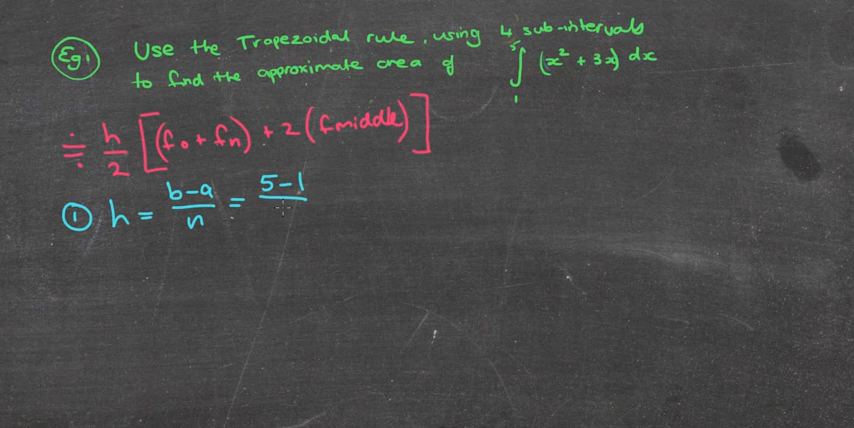 Eg1 Use the Trapezoidal rule, using 4 sub-intervals
to find the approximate area of ∫₁⁵ (x² + 3x) dx
≑ h/2 [(f₀ + fn) + 2 (f middle)]
① h = b-a/n = 5-1/